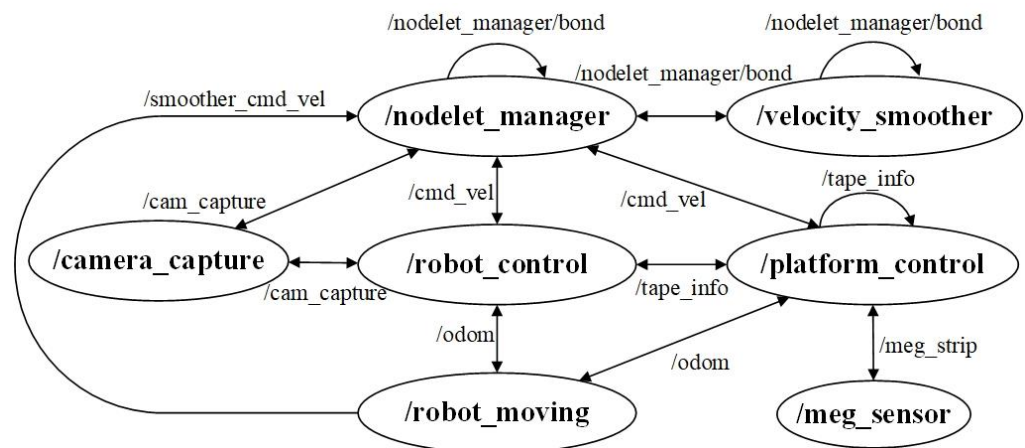 /nodelet_manager/bond
/nodelet_manager/bond
/nodelet_manager/bond
/smoother_cmd_vel
/nodelet_manager
/velocity_smoother
/cam_capture
/cmd_vel
/cmd_vel
/tape_info
/camera_capture
/robot_control
/platform_control
/cam_capture
/tape_info
/odom
/odom
/meg_strip
/robot_moving
/meg_sensor